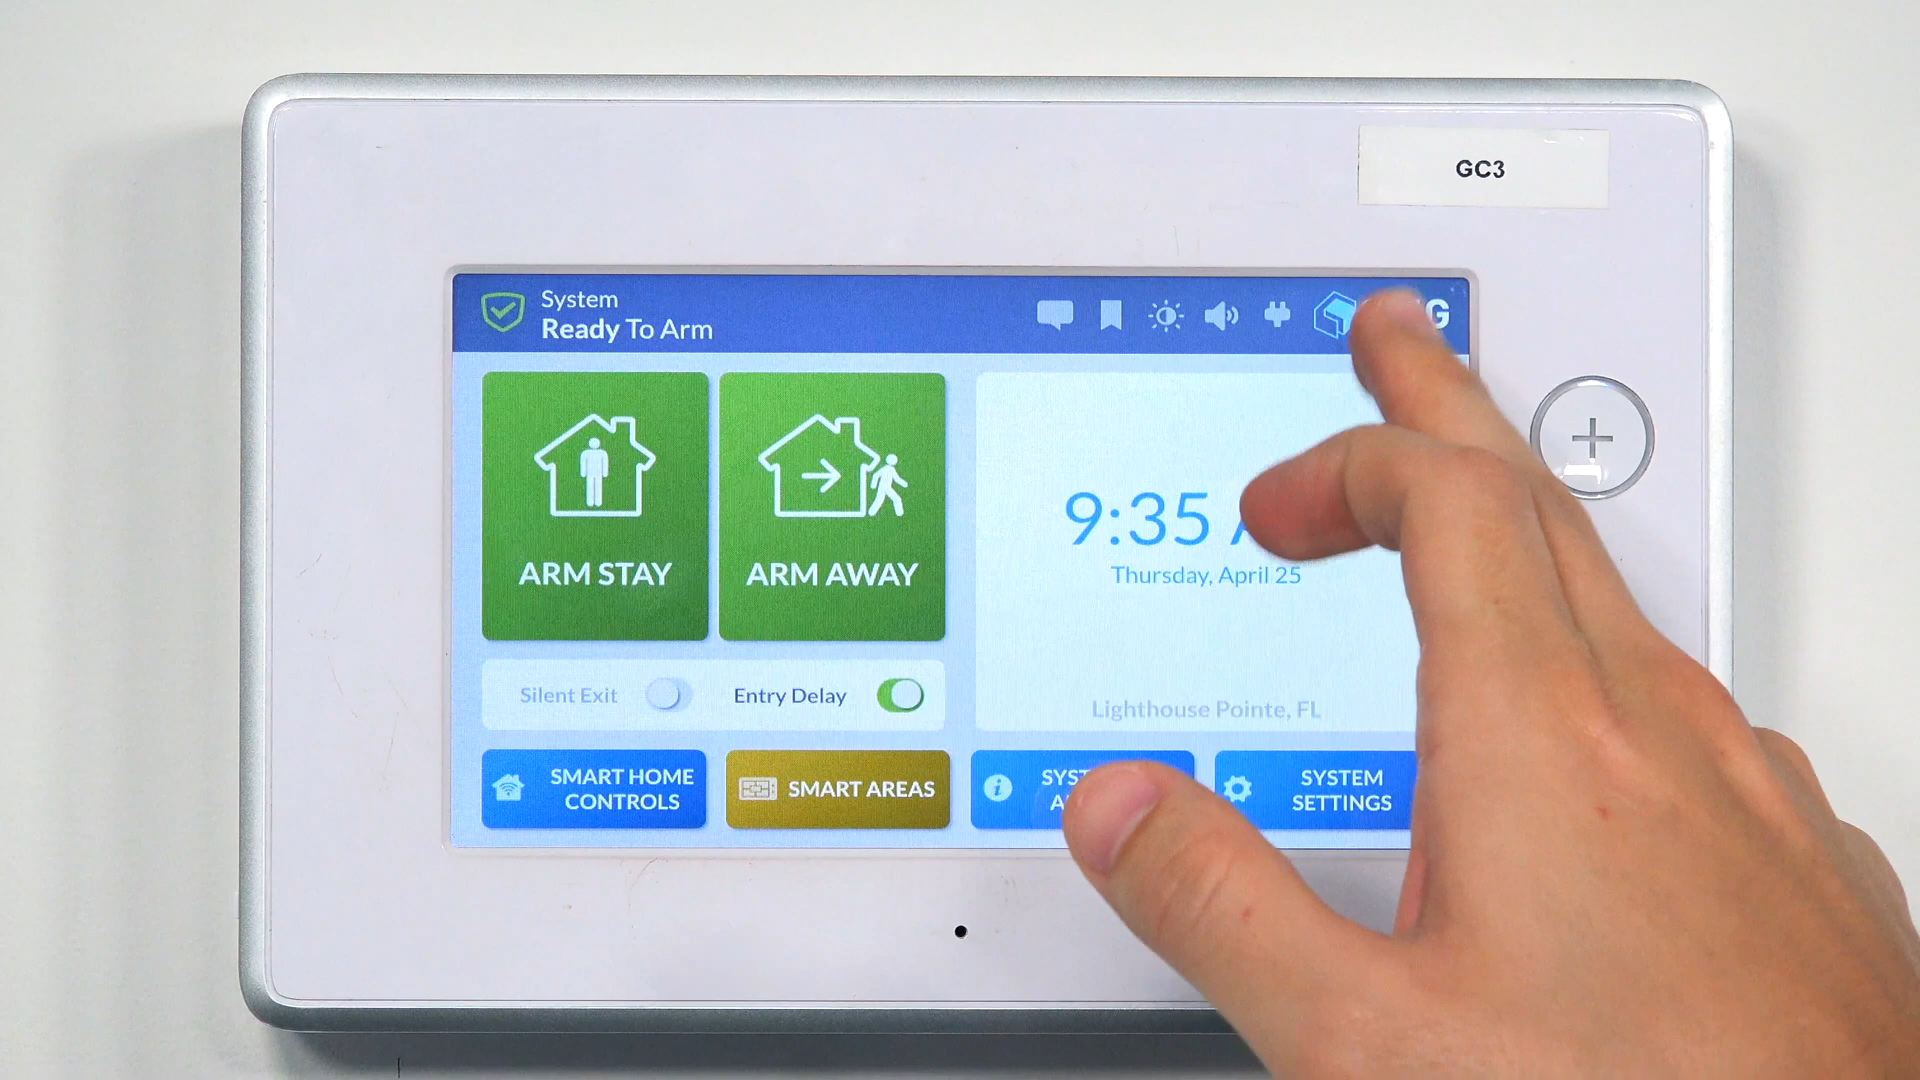 GC3
System
Ready To Arm
G
9:35
Thursday, April 25
ARM STAY
ARM AWAY
Silent Exit
Entry Delay
Lighthouse Pointe, FL
SMART HOME
CONTROLS
SMART AREAS
SYSTEM
SETTINGS